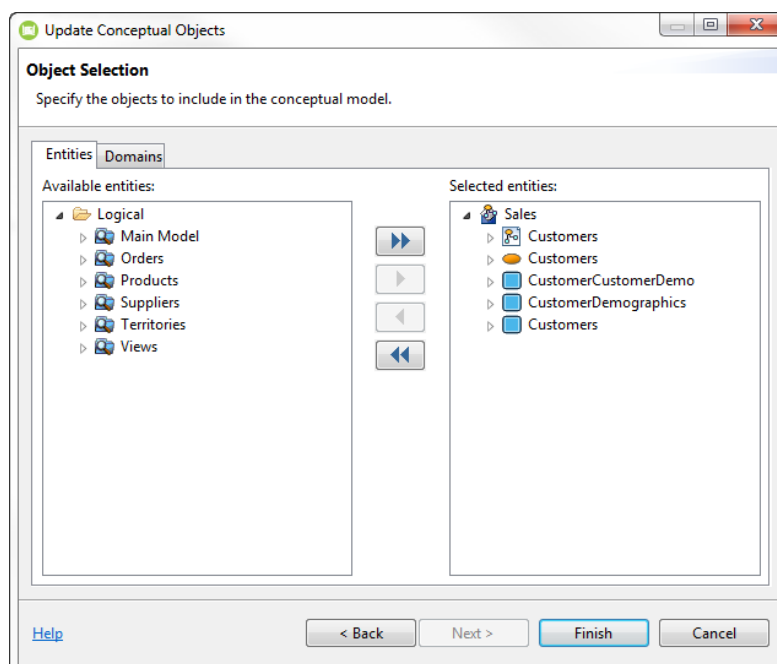 Update Conceptual Objects
Object Selection
Specify the objects to include in the conceptual model.
Entities Domains
Available entities:
Logical
Main Model
Orders
Products
Suppliers
Territories
Views
Selected entities:
Sales
Customers
Customers
CustomerCustomerDemo
CustomerDemographics
Customers
Help
< Back
Next >
Finish
Cancel